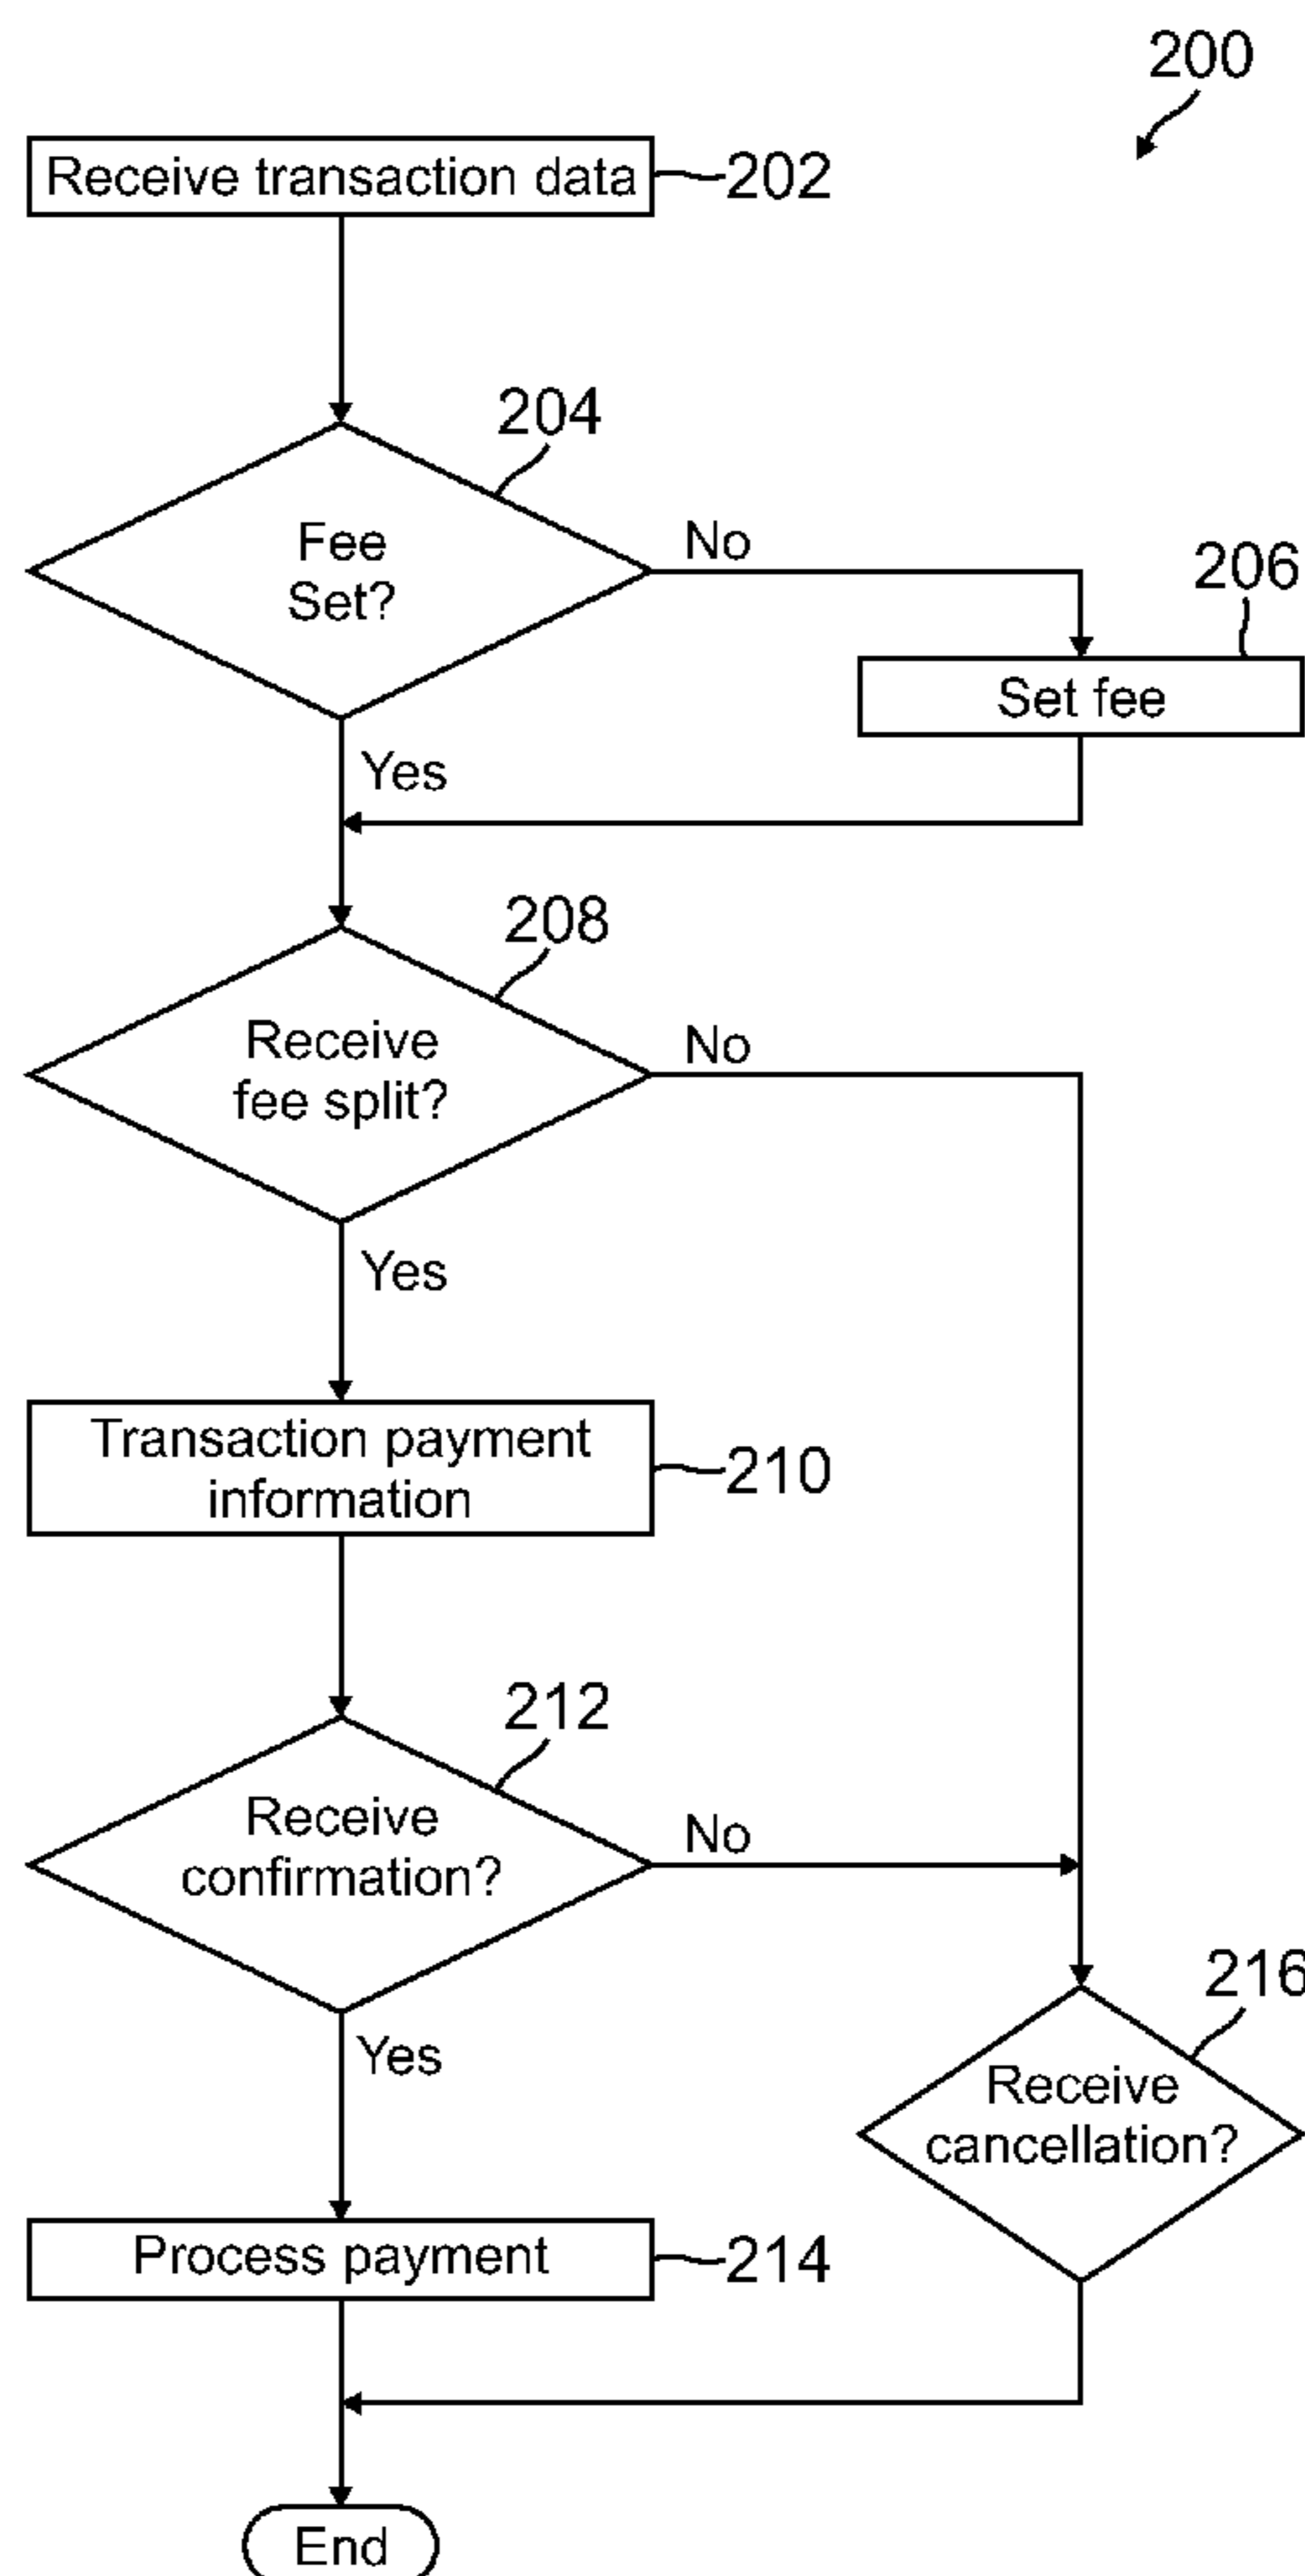 200
Receive transaction data
202
204
Fee
Set?
No
206
Set fee
Yes
208
Receive
fee split?
No
Yes
Transaction payment
information
210
212
Receive
confirmation?
No
216
Receive
cancellation?
Yes
Process payment
214
End